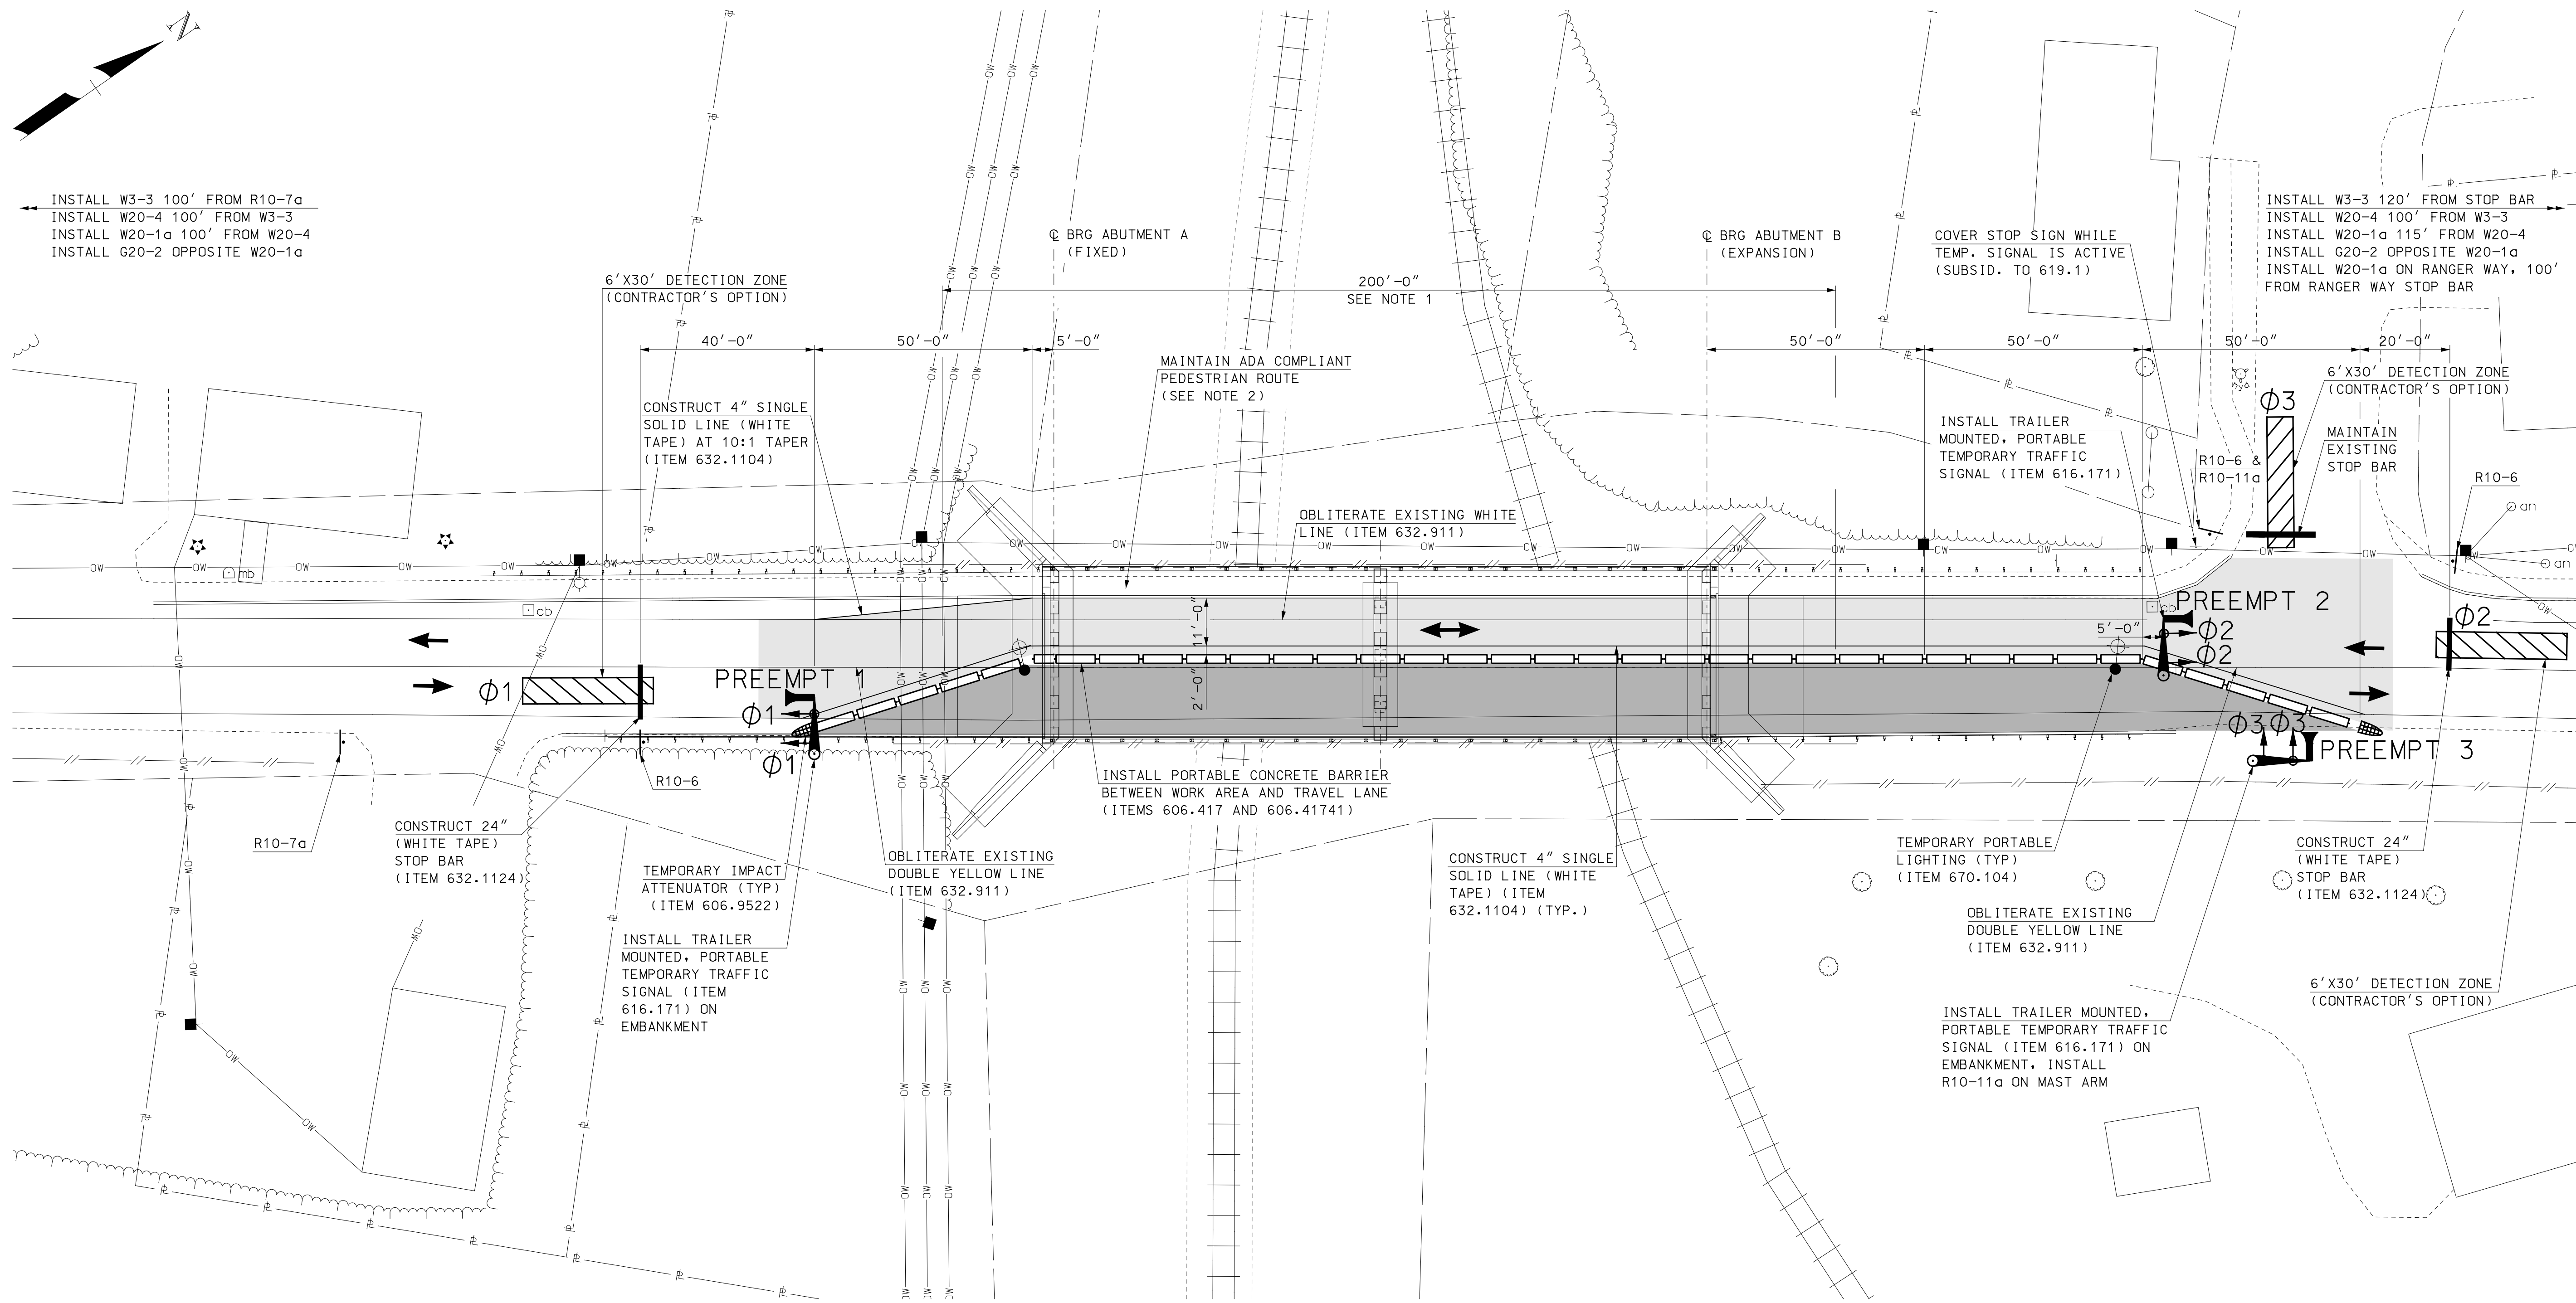 N
INSTALL W3-3 100' FROM R10-7a
INSTALL W20-4 100' FROM W3-3
INSTALL W20-1a 100' FROM W20-4
INSTALL G20-2 OPPOSITE W20-1a
6'X30' DETECTION ZONE
(CONTRACTOR'S OPTION)
℄ BRG ABUTMENT A
(FIXED)
200'-0"
SEE NOTE 1
℄ BRG ABUTMENT B
(EXPANSION)
COVER STOP SIGN WHILE
TEMP. SIGNAL IS ACTIVE
(SUBSID. TO 619.1)
INSTALL W3-3 120' FROM STOP BAR
INSTALL W20-4 100' FROM W3-3
INSTALL W20-1a 115' FROM W20-4
INSTALL G20-2 OPPOSITE W20-1a
INSTALL W20-1a ON RANGER WAY, 100'
FROM RANGER WAY STOP BAR
40'-0"
50'-0"
5'-0"
50'-0"
50'-0"
50'-0"
20'-0"
MAINTAIN ADA COMPLIANT
PEDESTRIAN ROUTE
(SEE NOTE 2)
6'X30' DETECTION ZONE
(CONTRACTOR'S OPTION)
CONSTRUCT 4" SINGLE
SOLID LINE (WHITE
TAPE) AT 10:1 TAPER
(ITEM 632.1104)
Φ3
INSTALL TRAILER
MOUNTED, PORTABLE
TEMPORARY TRAFFIC
SIGNAL (ITEM 616.171)
MAINTAIN
EXISTING
STOP BAR
R10-6 &
R10-11a
R10-6
OBLITERATE EXISTING WHITE
LINE (ITEM 632.911)
an
an
mb
cb
cb
PREEMPT 2
Φ2
Φ2
Φ2
5'-0"
11'-0"
2'-0"
PREEMPT 1
Φ1
Φ1
Φ1
Φ3
Φ3
PREEMPT 3
R10-7a
R10-6
INSTALL PORTABLE CONCRETE BARRIER
BETWEEN WORK AREA AND TRAVEL LANE
(ITEMS 606.417 AND 606.41741)
CONSTRUCT 24"
(WHITE TAPE)
STOP BAR
(ITEM 632.1124)
TEMPORARY IMPACT
ATTENUATOR (TYP)
(ITEM 606.9522)
OBLITERATE EXISTING
DOUBLE YELLOW LINE
(ITEM 632.911)
CONSTRUCT 4" SINGLE
SOLID LINE (WHITE
TAPE) (ITEM
632.1104) (TYP.)
TEMPORARY PORTABLE
LIGHTING (TYP)
(ITEM 670.104)
CONSTRUCT 24"
(WHITE TAPE)
STOP BAR
(ITEM 632.1124)
OBLITERATE EXISTING
DOUBLE YELLOW LINE
(ITEM 632.911)
INSTALL TRAILER
MOUNTED, PORTABLE
TEMPORARY TRAFFIC
SIGNAL (ITEM
616.171) ON
EMBANKMENT
6'X30' DETECTION ZONE
(CONTRACTOR'S OPTION)
INSTALL TRAILER MOUNTED,
PORTABLE TEMPORARY TRAFFIC
SIGNAL (ITEM 616.171) ON
EMBANKMENT, INSTALL
R10-11a ON MAST ARM